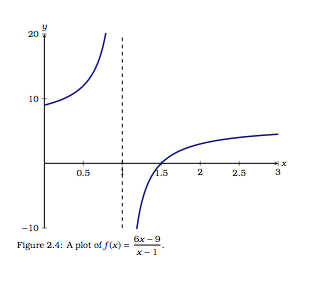 y
20
10
0.5 1 1.5 2 2.5 3 x
−10
Figure 2.4: A plot of f(x) = (6x − 9)/(x − 1).